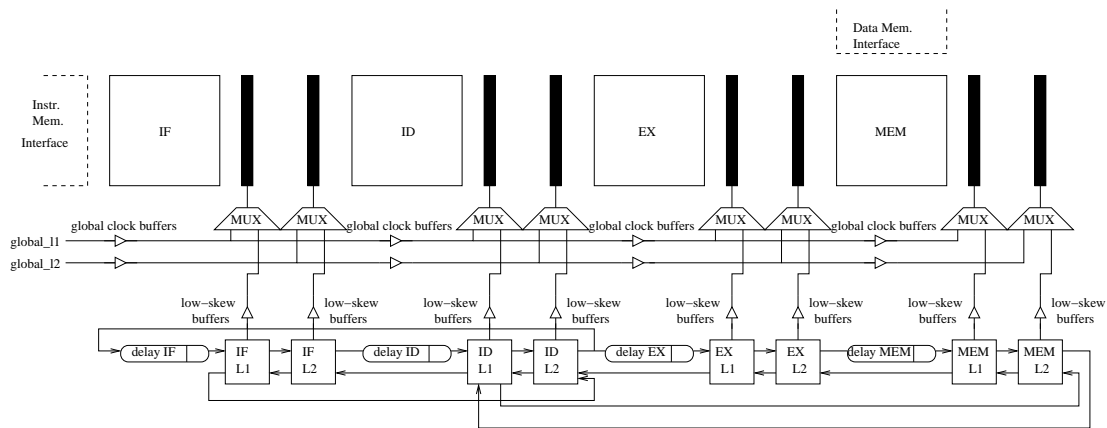 Data Mem.
Interface
Instr.
Mem.
Interface
IF
ID
EX
MEM
MUX
MUX
MUX
MUX
MUX
MUX
MUX
MUX
global clock buffers
global clock buffers
global clock buffers
global clock buffers
global_l1
global_l2
low-skew
buffers
low-skew
buffers
low-skew
buffers
low-skew
buffers
low-skew
buffers
low-skew
buffers
low-skew
buffers
low-skew
buffers
delay IF
IF
L1
IF
L2
delay ID
ID
L1
ID
L2
delay EX
EX
L1
EX
L2
delay MEM
MEM
L1
MEM
L2